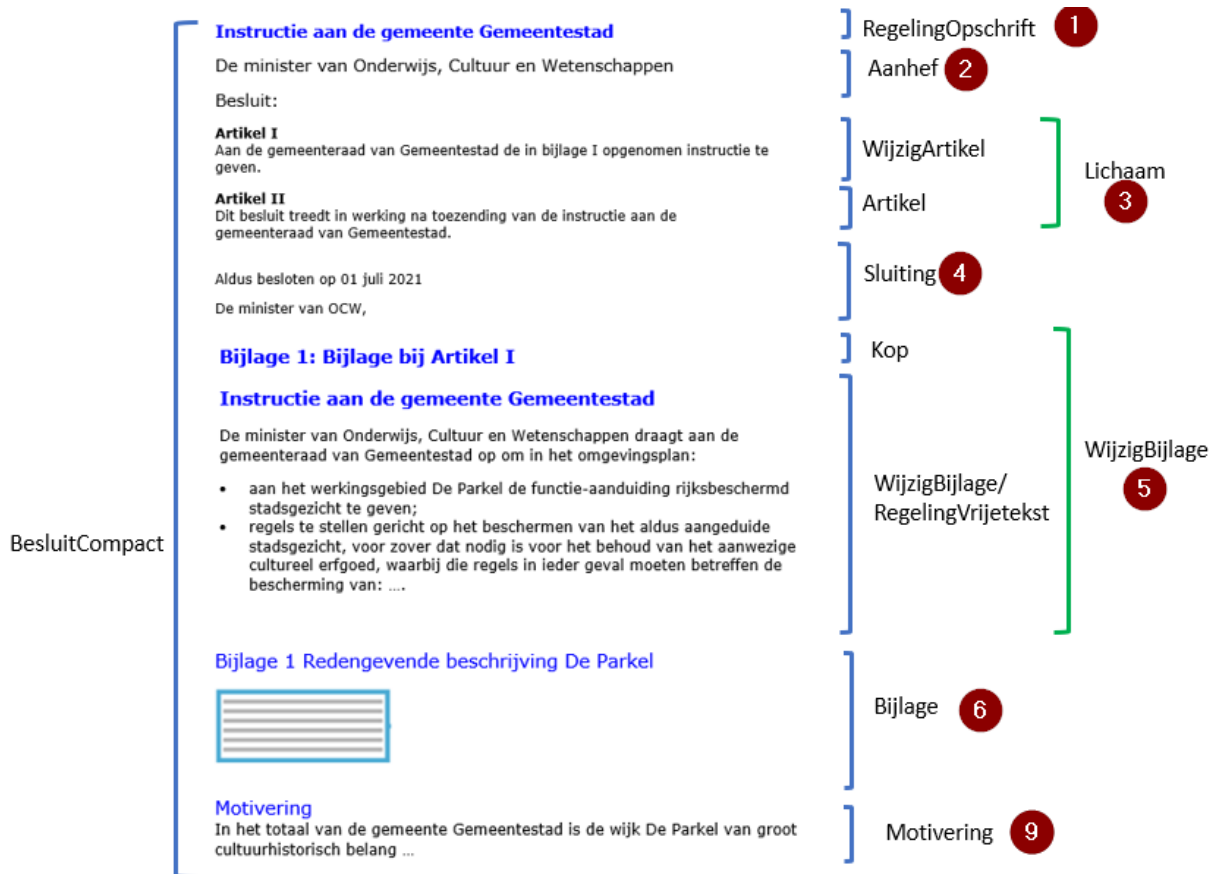 Instructie aan de gemeente Gemeentestad
RegelingOpschrift 1
De minister van Onderwijs, Cultuur en Wetenschappen
Aanhef 2
Besluit:
Artikel I
Aan de gemeenteraad van Gemeentestad de in bijlage I opgenomen instructie te
geven.
WijzigArtikel
Lichaam
3
Artikel II
Dit besluit treedt in werking na toezending van de instructie aan de
gemeenteraad van Gemeentestad.
Artikel
Aldus besloten op 01 juli 2021
De minister van OCW,
Sluiting 4
Bijlage 1: Bijlage bij Artikel I
Kop
Instructie aan de gemeente Gemeentestad
De minister van Onderwijs, Cultuur en Wetenschappen draagt aan de
gemeenteraad van Gemeentestad op om in het omgevingsplan:
• aan het werkingsgebied De Parkel de functie-aanduiding rijksbeschermd
stadsgezicht te geven;
• regels te stellen gericht op het beschermen van het aldus aangeduide
stadsgezicht, voor zover dat nodig is voor het behoud van het aanwezige
cultureel erfgoed, waarbij die regels in ieder geval moeten betreffen de
bescherming van: ….
WijzigBijlage/
RegelingVrijetekst
WijzigBijlage
5
BesluitCompact
Bijlage 1 Redengevende beschrijving De Parkel
Bijlage 6
Motivering
In het totaal van de gemeente Gemeentestad is de wijk De Parkel van groot
cultuurhistorisch belang …
Motivering 9